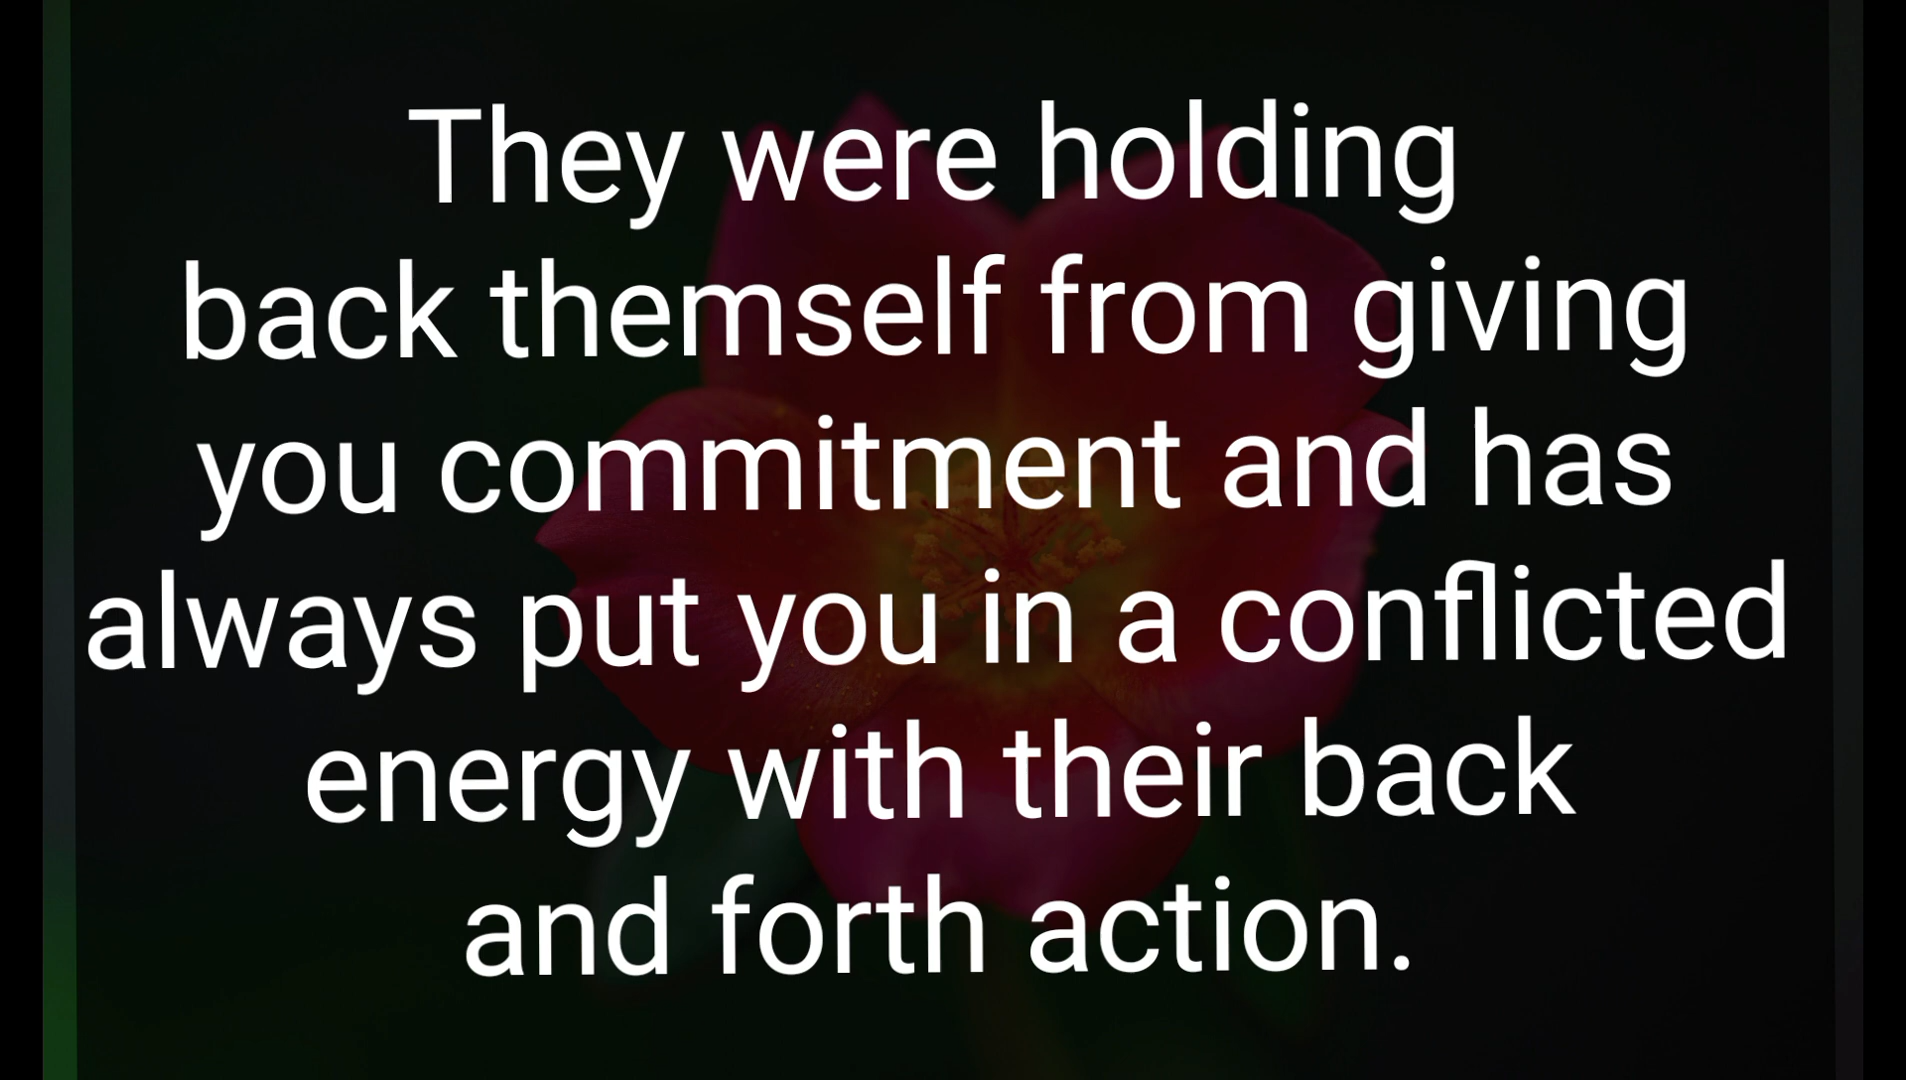 They were holding
back themself from giving
you commitment and has
always put you in a conflicted
energy with their back
and forth action.